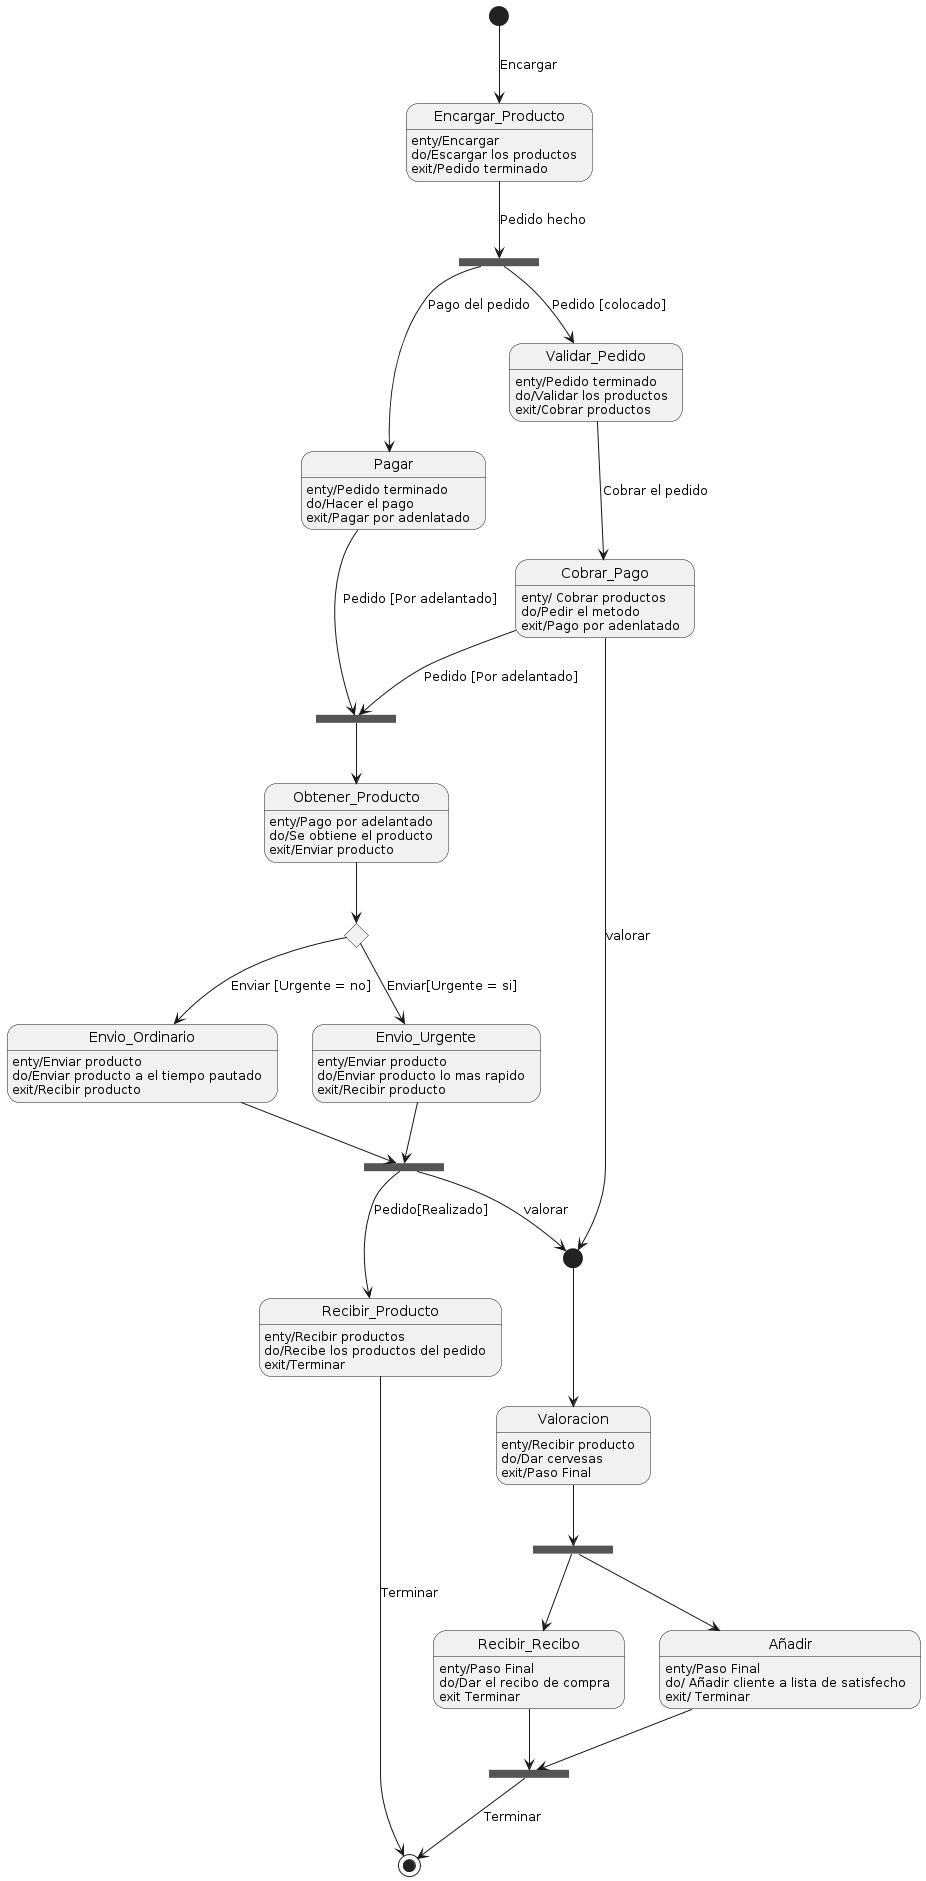 Encargar
Encargar_Producto
enty/Encargar
do/Escargar los productos
exit/Pedido terminado
Pedido hecho
Pago del pedido
Pedido [colocado]
Validar_Pedido
enty/Pedido terminado
do/Validar los productos
exit/Cobrar productos
Pagar
enty/Pedido terminado
do/Hacer el pago
exit/Pagar por adenlatado
Cobrar el pedido
Cobrar_Pago
enty/ Cobrar productos
do/Pedir el metodo
exit/Pago por adenlatado
Pedido [Por adelantado]
Pedido [Por adelantado]
Obtener_Producto
enty/Pago por adelantado
do/Se obtiene el producto
exit/Enviar producto
valorar
Enviar [Urgente = no]
Enviar[Urgente = si]
Envio_Ordinario
enty/Enviar producto
do/Enviar producto a el tiempo pautado
exit/Recibir producto
Envio_Urgente
enty/Enviar producto
do/Enviar producto lo mas rapido
exit/Recibir producto
Pedido[Realizado]
valorar
Recibir_Producto
enty/Recibir productos
do/Recibe los productos del pedido
exit/Terminar
Valoracion
enty/Recibir producto
do/Dar cervesas
exit/Paso Final
Terminar
Recibir_Recibo
enty/Paso Final
do/Dar el recibo de compra
exit Terminar
Añadir
enty/Paso Final
do/ Añadir cliente a lista de satisfecho
exit/ Terminar
Terminar